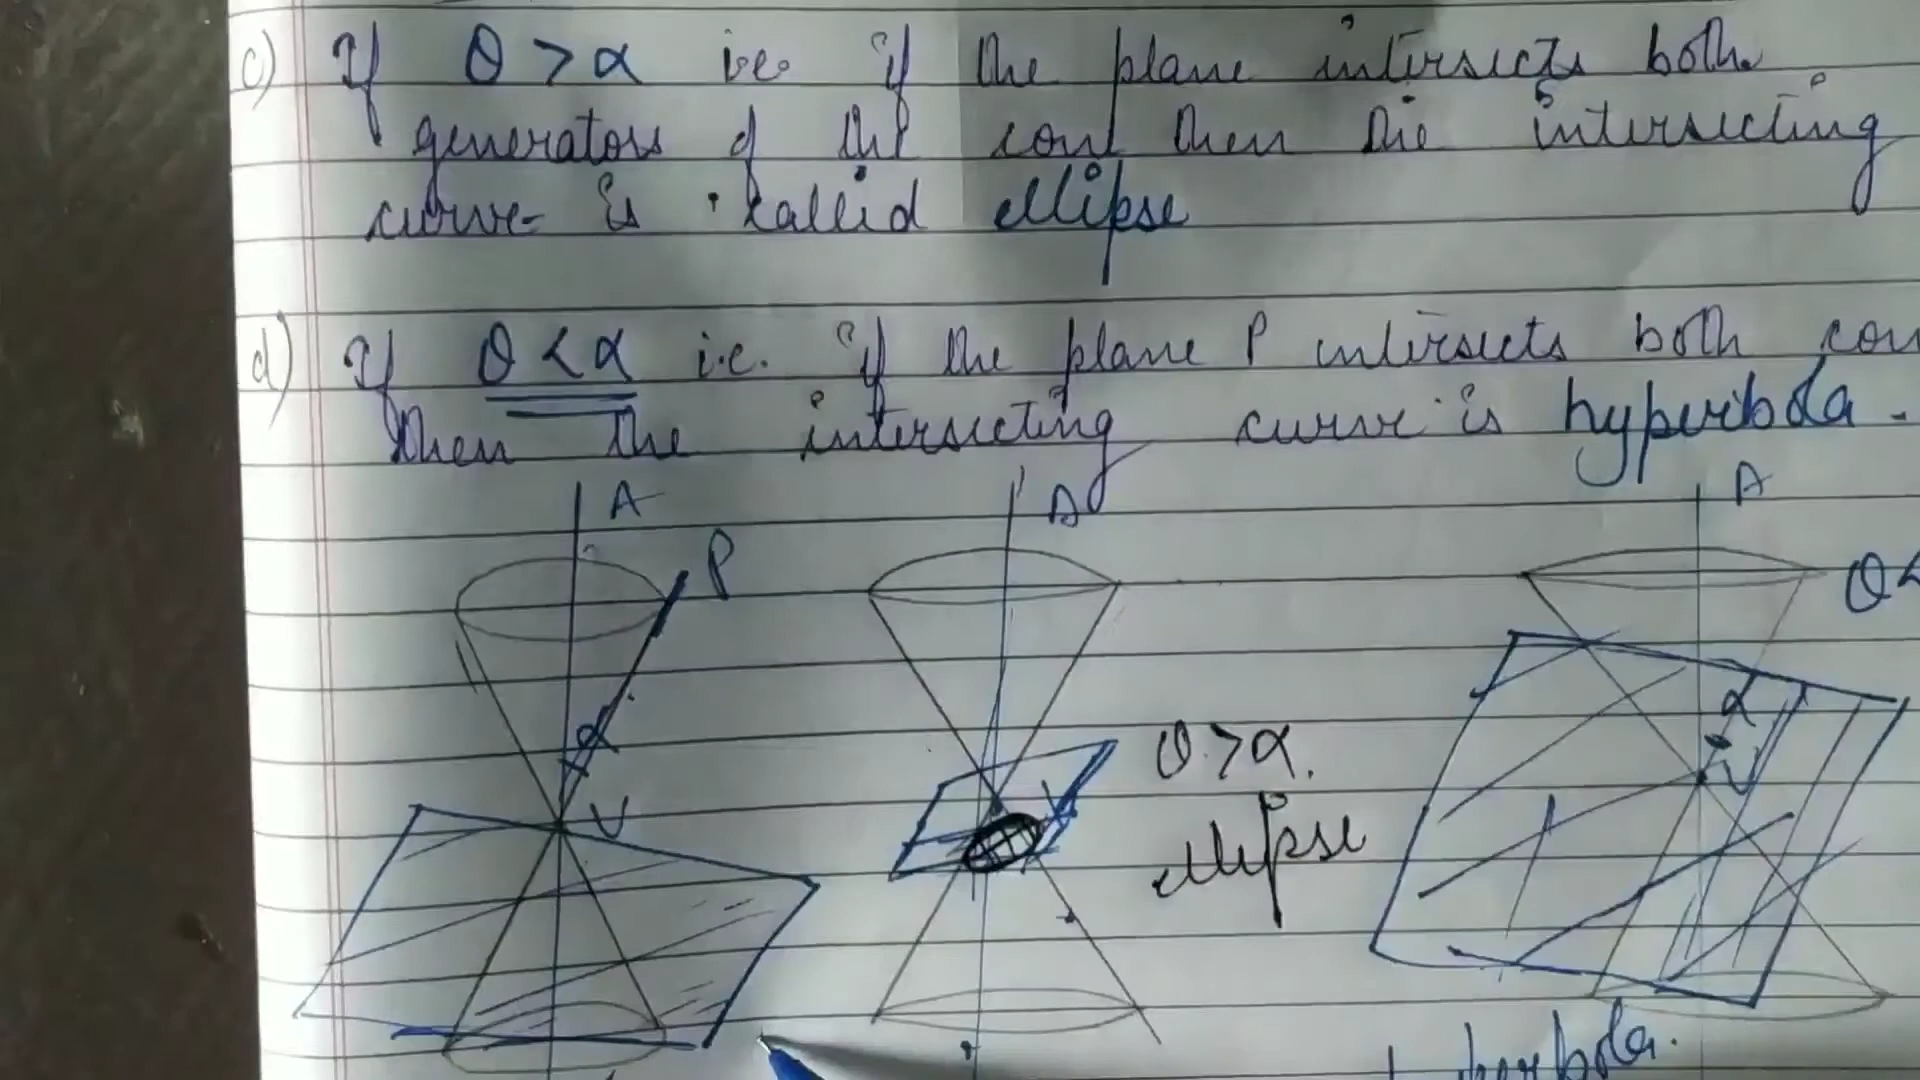 c) If θ > α i.e. if the plane intersects both
generators of the cone then the intersecting
curve is called ellipse
d) If θ < α i.e. if the plane P intersects both
then the intersecting curve is hyperbola.
A
A
P
θ
α
V
θ > α.
ellipse
α
V
hyperbola.